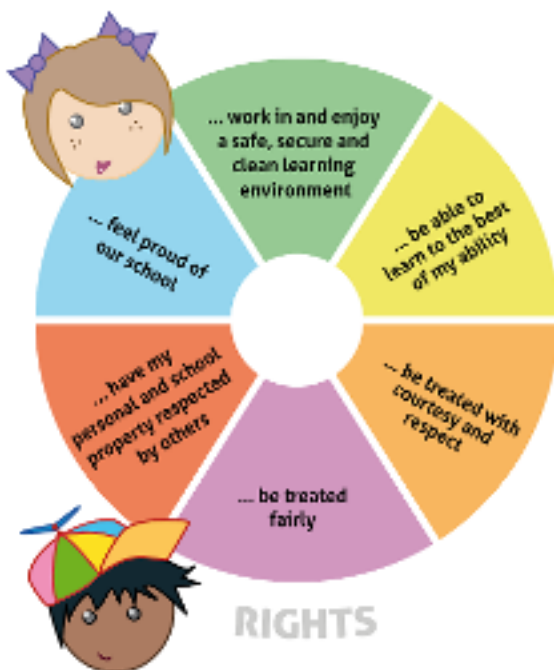 ... work in and enjoy
a safe, secure and
clean learning
environment
... be able to
learn to the best
of my ability
... be treated with
courtesy and
respect
... be treated
fairly
... have my
personal and school
property respected
by others
... feel proud of
our school
RIGHTS